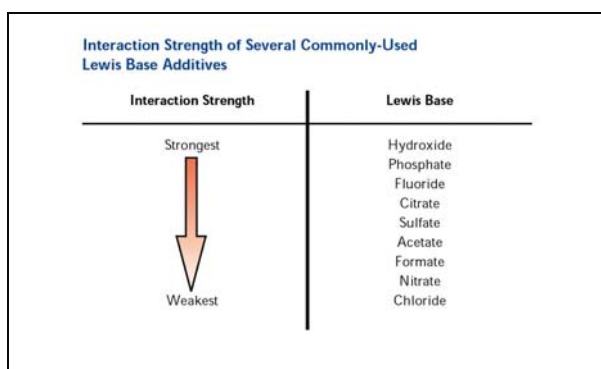 Interaction Strength of Several Commonly-Used
Lewis Base Additives
Interaction Strength
Lewis Base
Strongest
Hydroxide
Phosphate
Fluoride
Citrate
Sulfate
Acetate
Formate
Nitrate
Weakest
Chloride